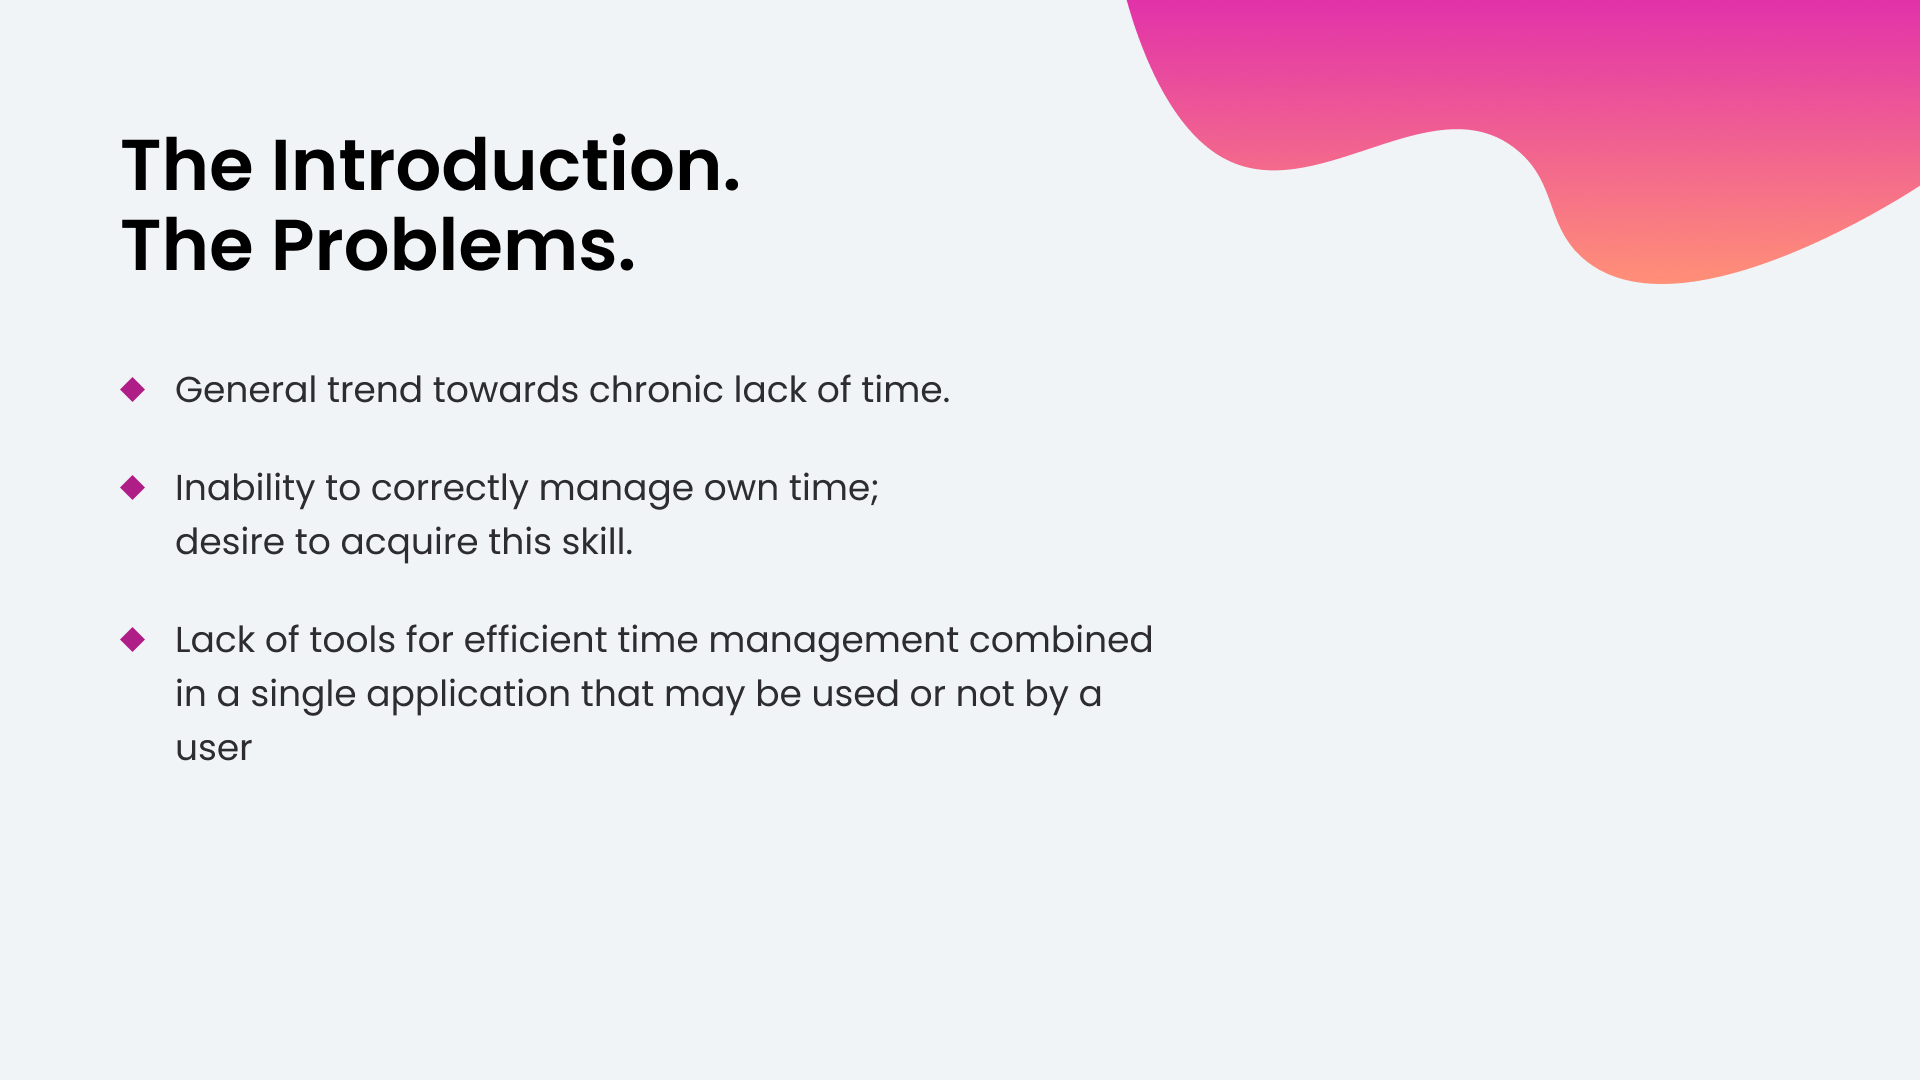 The Introduction.
The Problems.
General trend towards chronic lack of time.
Inability to correctly manage own time;
desire to acquire this skill.
Lack of tools for efficient time management combined
in a single application that may be used or not by a
user